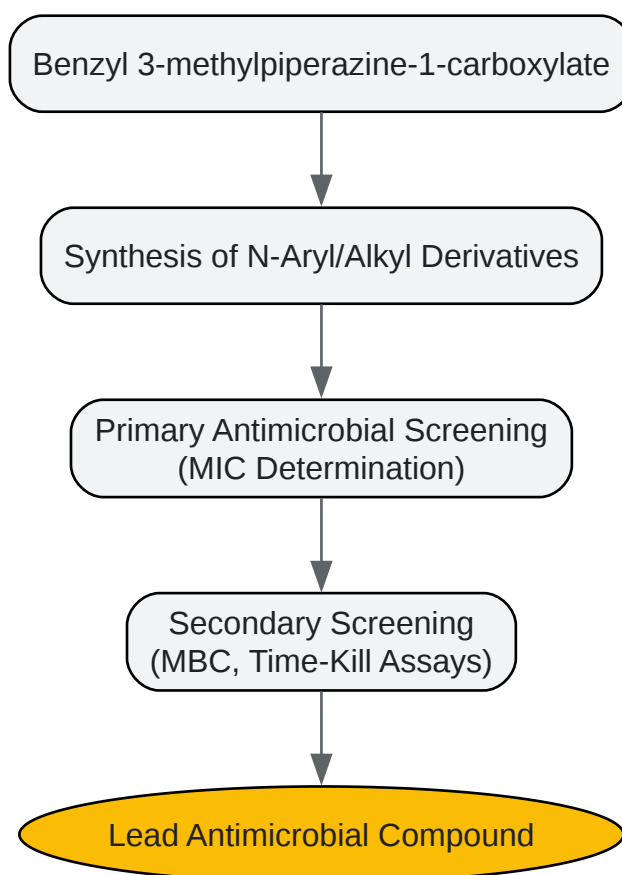 Benzyl 3-methylpiperazine-1-carboxylate
Synthesis of N-Aryl/Alkyl Derivatives
Primary Antimicrobial Screening
(MIC Determination)
Secondary Screening
(MBC, Time-Kill Assays)
Lead Antimicrobial Compound